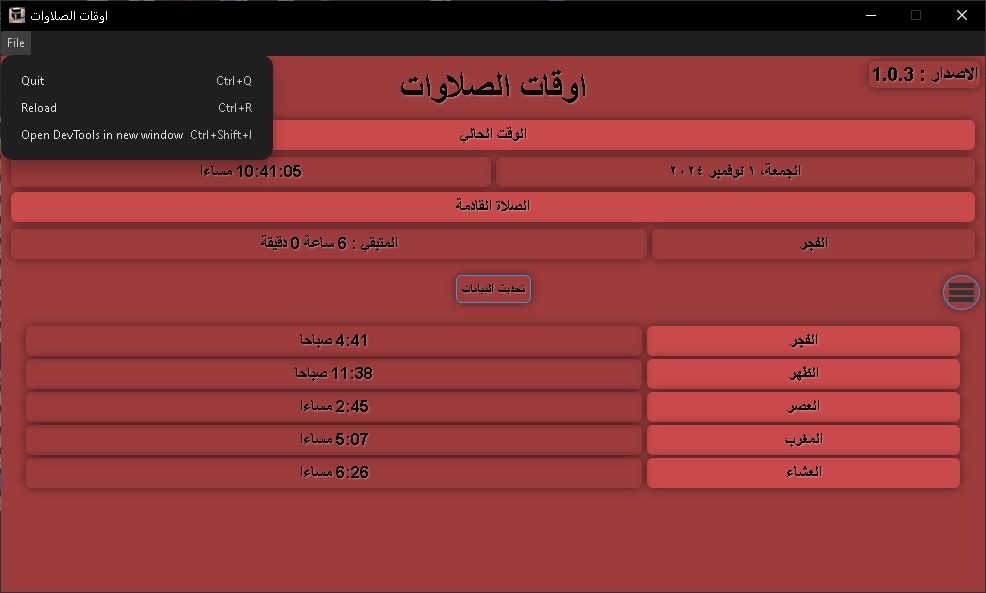 اوقات الصلاوات
File
Quit Ctrl+Q
Reload Ctrl+R
Open DevTools in new window Ctrl+Shift+I
الاصدار : 1.0.3
اوقات الصلاوات
الوقت الحالي
الجمعة، ١ نوفمبر ٢٠٢٤
10:41:05 مساءا
الصلاة القادمة
الفجر
المتبقي : 6 ساعة 0 دقيقة
تحديث البيانات
الفجر
4:41 صباحا
الظهر
11:38 صباحا
العصر
2:45 مساءا
المغرب
5:07 مساءا
العشاء
6:26 مساءا